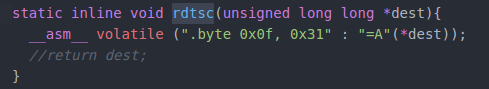 static inline void rdtsc(unsigned long long *dest){
  __asm__ volatile (".byte 0x0f, 0x31" : "=A"(*dest));
  //return dest;
}